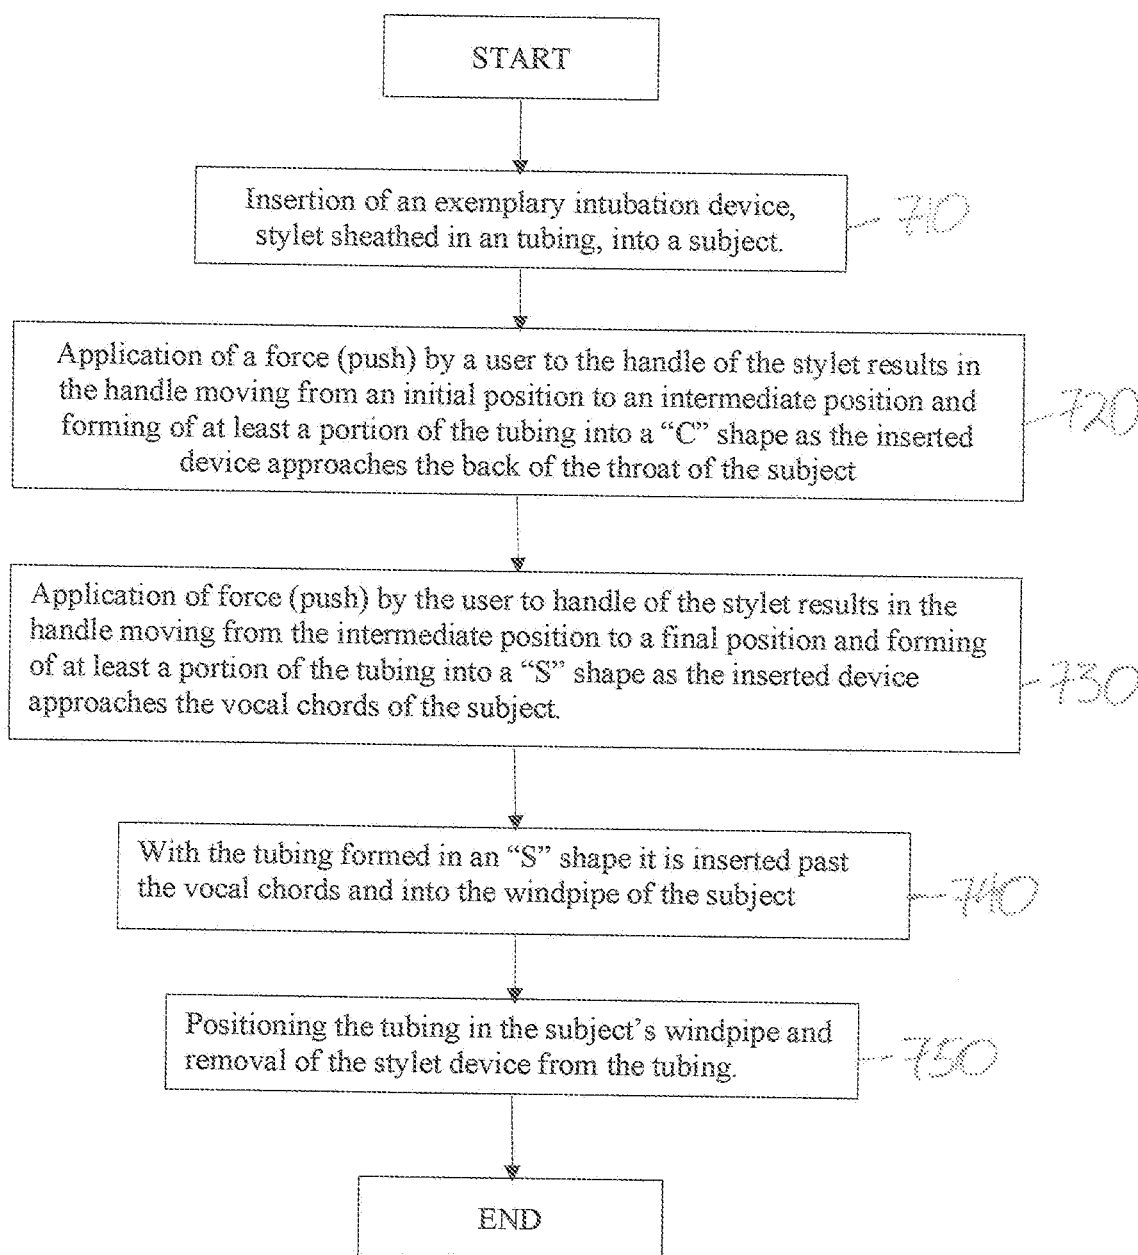 START
Insertion of an exemplary intubation device,
stylet sheathed in an tubing, into a subject.
710
Application of a force (push) by a user to the handle of the stylet results in
the handle moving from an initial position to an intermediate position and
forming of at least a portion of the tubing into a “C” shape as the inserted
device approaches the back of the throat of the subject
720
Application of force (push) by the user to handle of the stylet results in the
handle moving from the intermediate position to a final position and forming
of at least a portion of the tubing into a “S” shape as the inserted device
approaches the vocal chords of the subject.
730
With the tubing formed in an “S” shape it is inserted past
the vocal chords and into the windpipe of the subject
740
Positioning the tubing in the subject’s windpipe and
removal of the stylet device from the tubing.
750
END